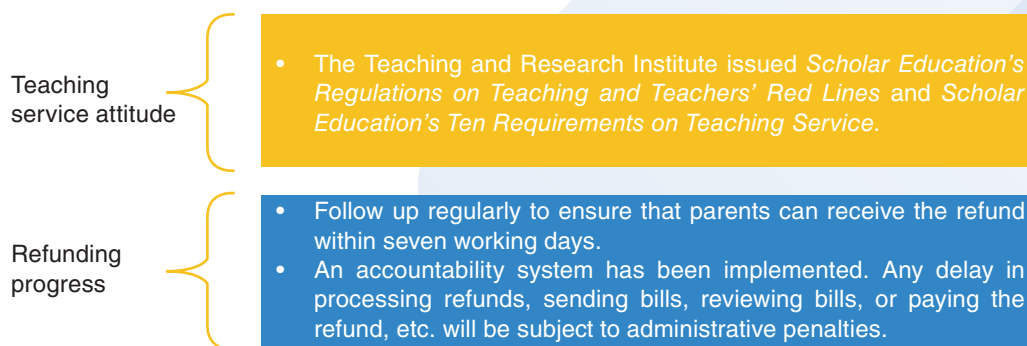 Teaching
service attitude
• The Teaching and Research Institute issued Scholar Education's
Regulations on Teaching and Teachers' Red Lines and Scholar
Education's Ten Requirements on Teaching Service.
Refunding
progress
• Follow up regularly to ensure that parents can receive the refund
within seven working days.
• An accountability system has been implemented. Any delay in
processing refunds, sending bills, reviewing bills, or paying the
refund, etc. will be subject to administrative penalties.